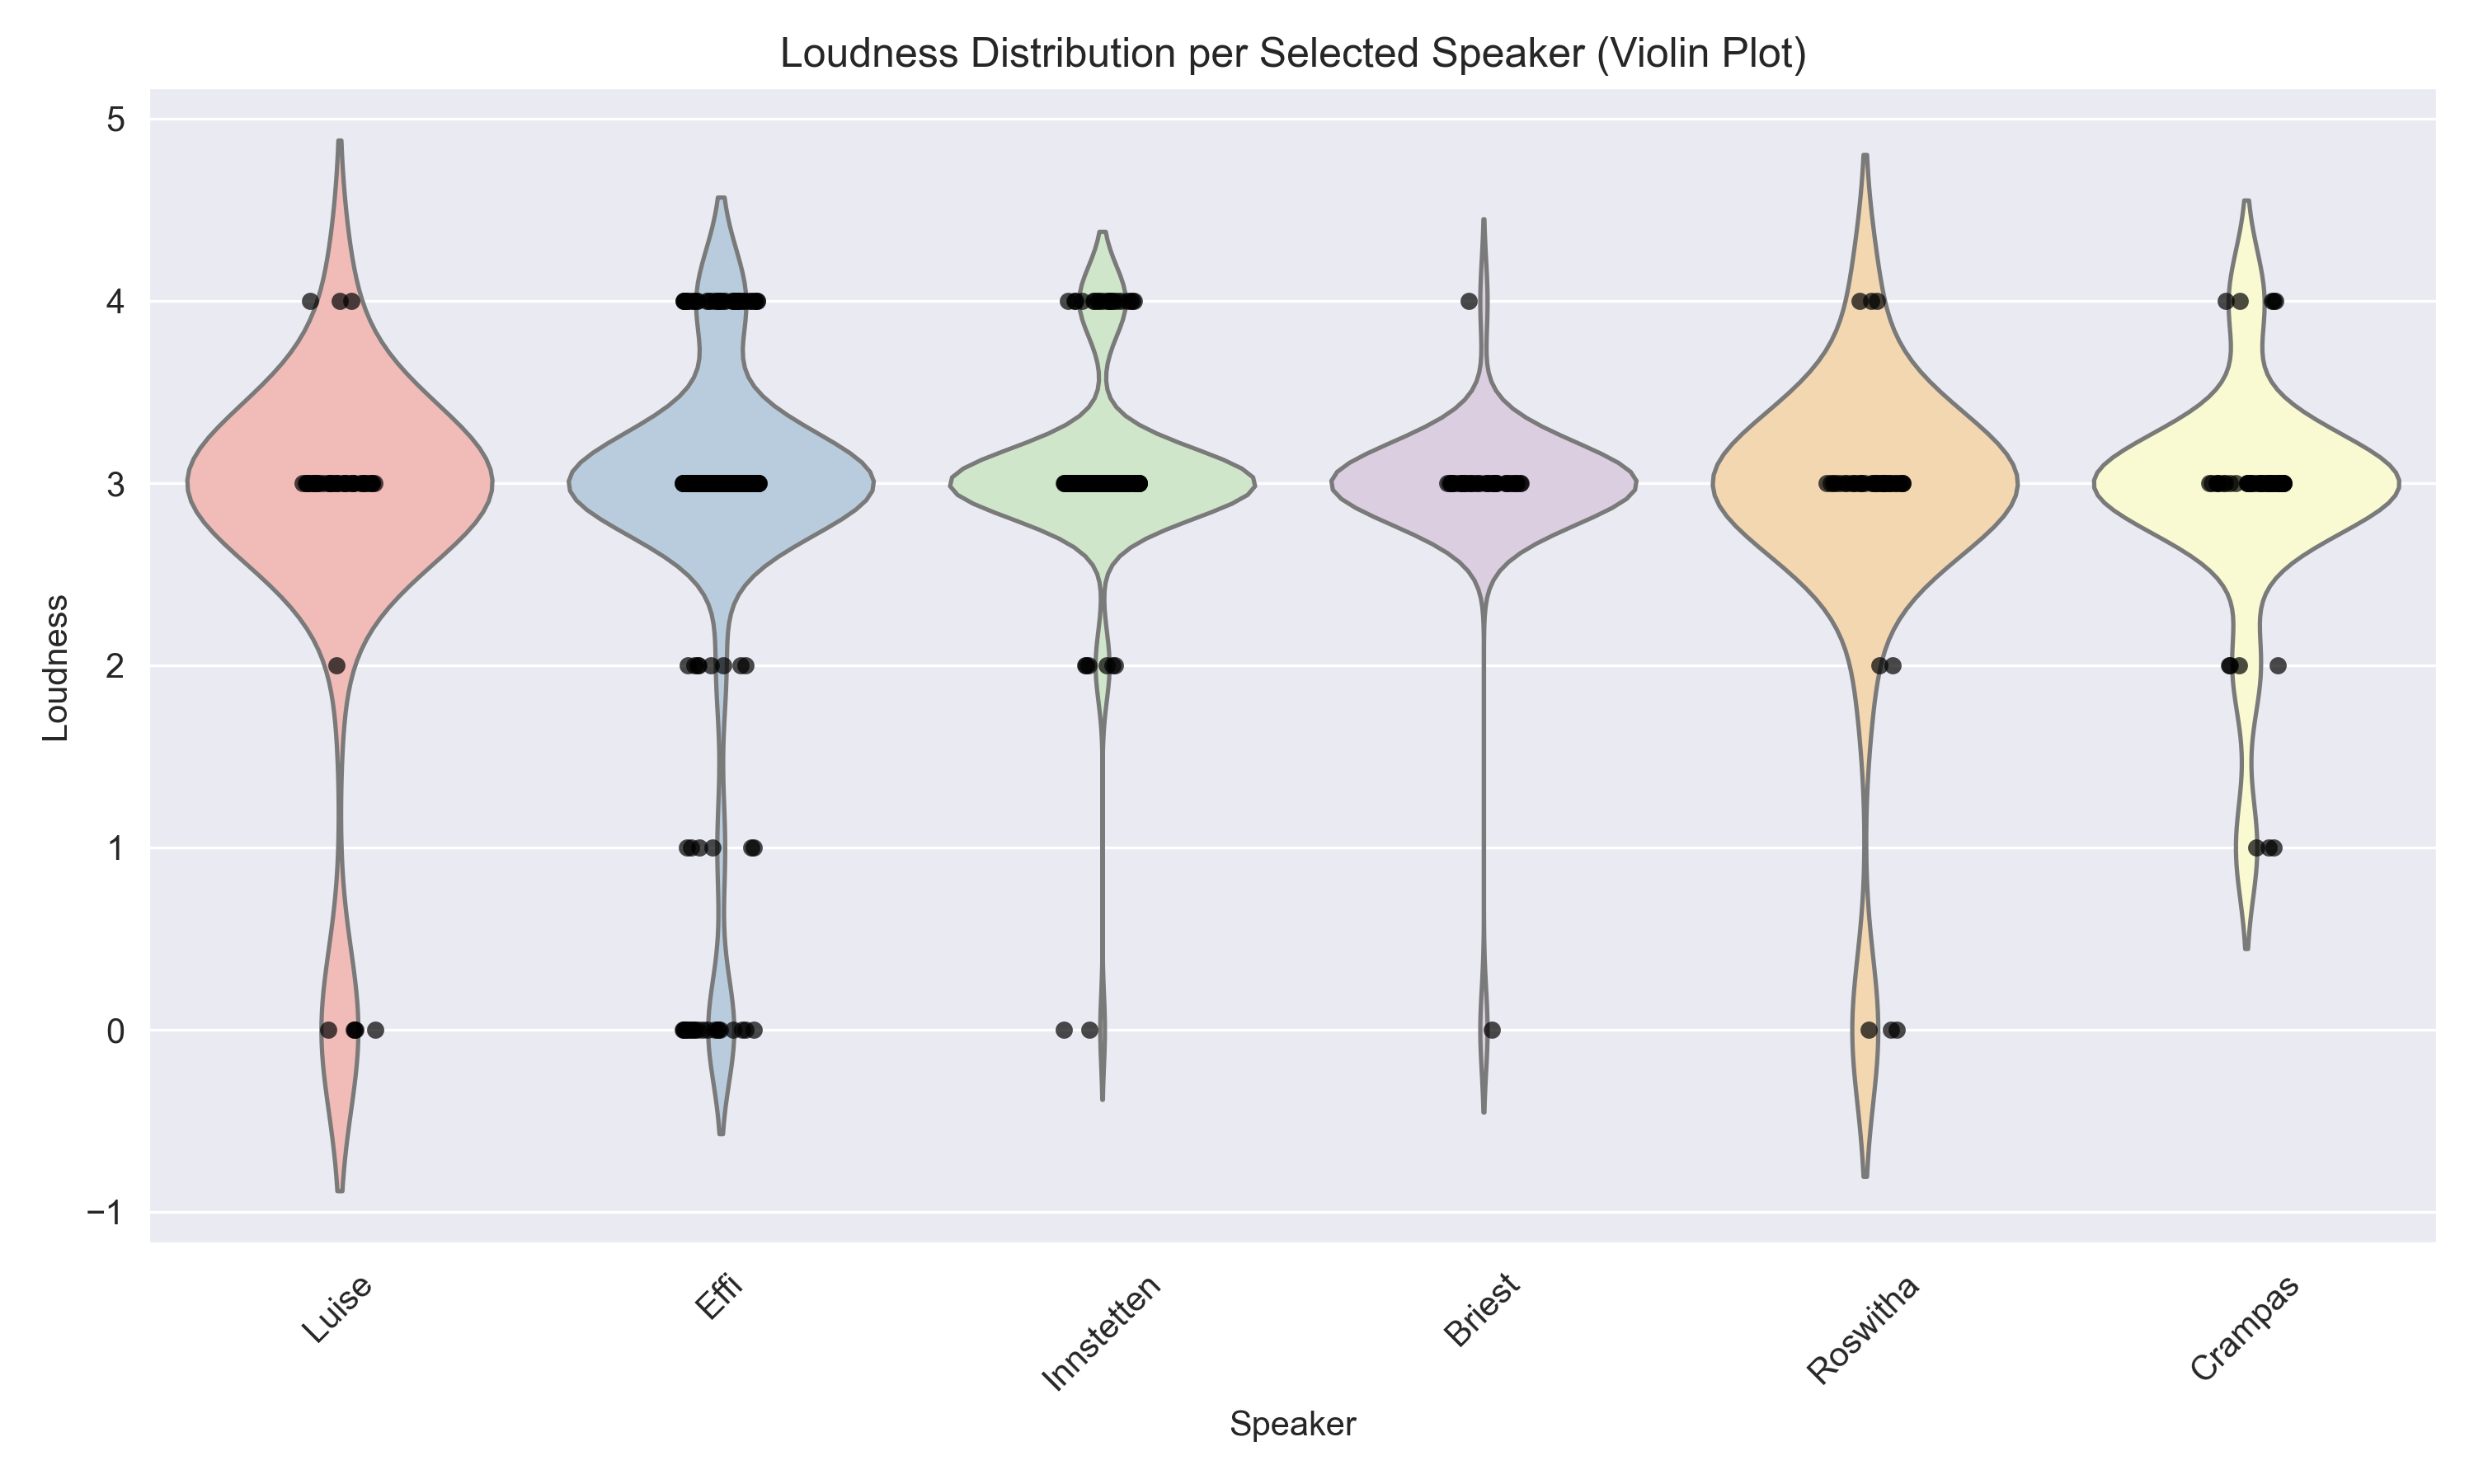 Loudness Distribution per Selected Speaker (Violin Plot)
5
4
3
2
1
0
−1
Loudness
Luise
Effi
Innstetten
Briest
Roswitha
Crampas
Speaker